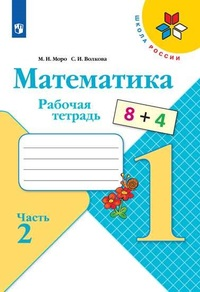 ШКОЛА РОССИИ
М. И. Моро С. И. Волкова
Математика
Рабочая
тетрадь
8 + 4
1
Часть
2